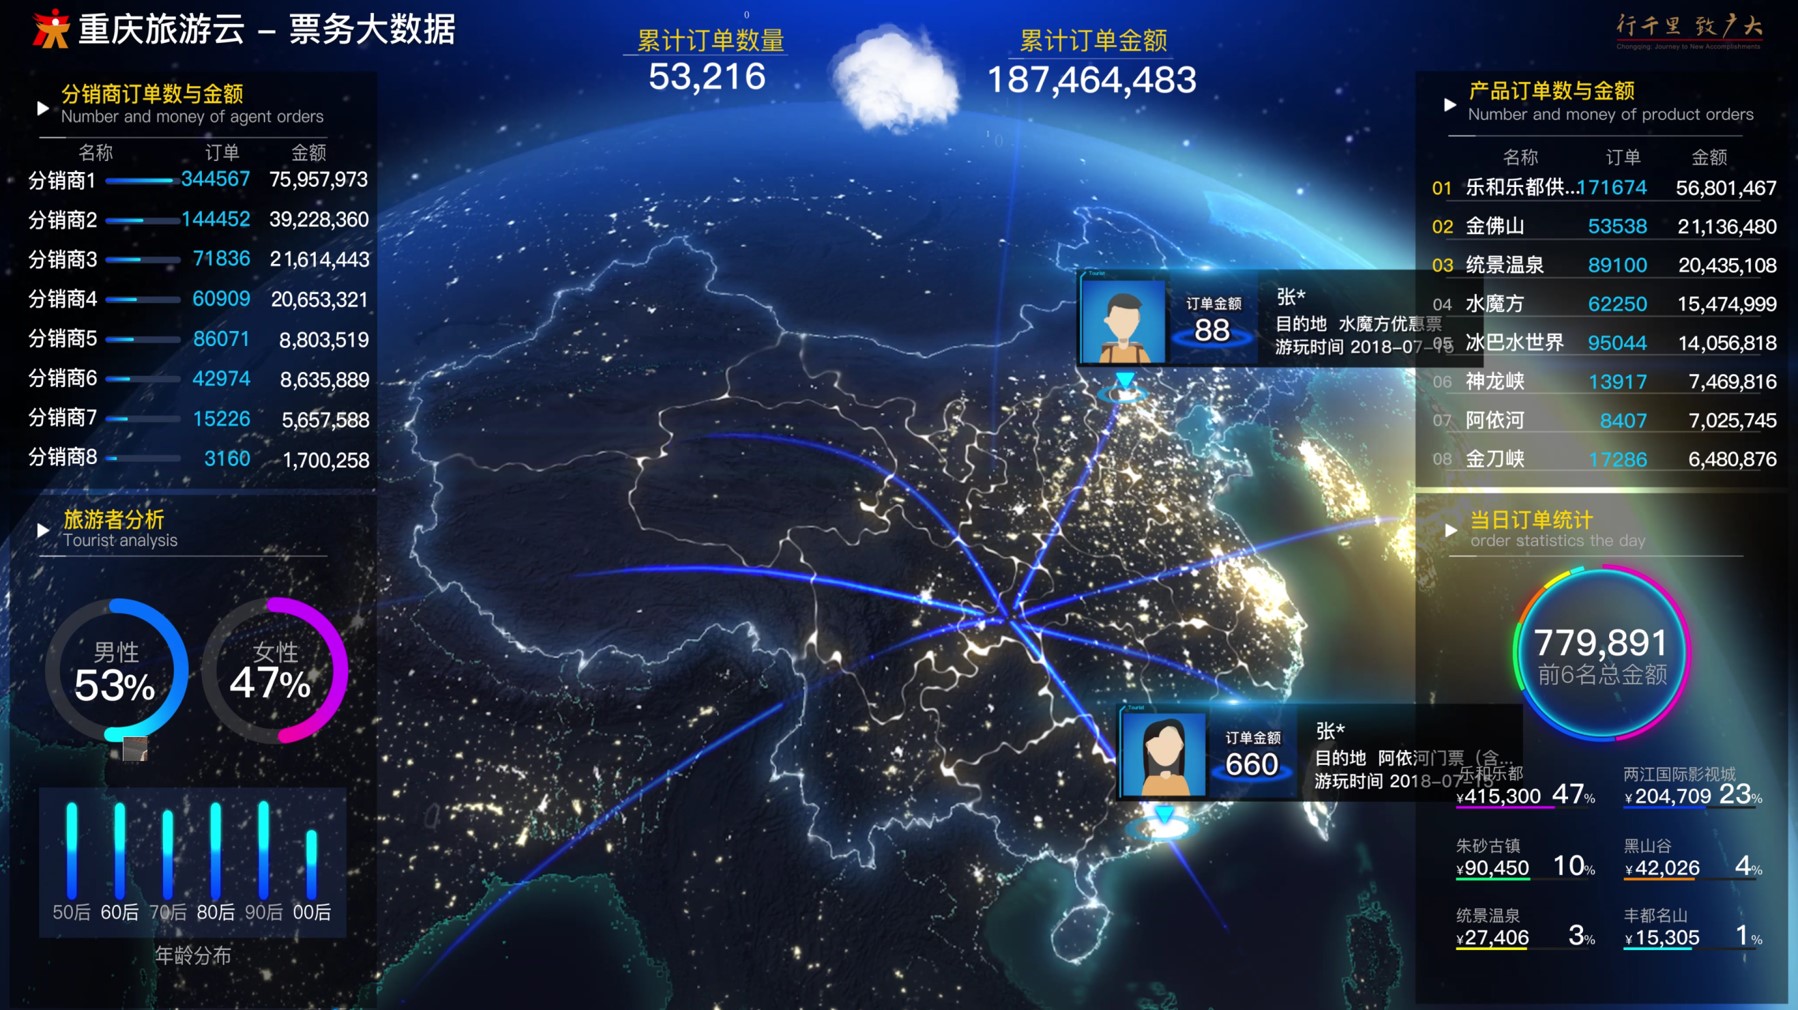 重庆旅游云 – 票务大数据
0
累计订单数量
53,216
累计订单金额
187,464,483
行千里 致广大
Chongqing: Journey to New Accomplishments
分销商订单数与金额
Number and money of agent orders
名称 订单 金额
分销商1 344567 75,957,973
分销商2 144452 39,228,360
分销商3 71836 21,614,443
分销商4 60909 20,653,321
分销商5 86071 8,803,519
分销商6 42974 8,635,889
分销商7 15226 5,657,588
分销商8 3160 1,700,258
旅游者分析
Tourist analysis
男性
53%
女性
47%
50后 60后 70后 80后 90后 00后
年龄分布
Tourist
订单金额
88
张*
目的地 水魔方优惠票
游玩时间 2018-07-15
Tourist
订单金额
660
张*
目的地 阿依河门票（含...
游玩时间 2018-07-15
产品订单数与金额
Number and money of product orders
名称 订单 金额
01 乐和乐都供...171674 56,801,467
02 金佛山 53538 21,136,480
03 统景温泉 89100 20,435,108
04 水魔方 62250 15,474,999
05 冰巴水世界 95044 14,056,818
06 神龙峡 13917 7,469,816
07 阿依河 8407 7,025,745
08 金刀峡 17286 6,480,876
当日订单统计
order statistics the day
779,891
前6名总金额
乐和乐都
¥415,300 47%
两江国际影视城
¥204,709 23%
朱砂古镇
¥90,450 10%
黑山谷
¥42,026 4%
统景温泉
¥27,406 3%
丰都名山
¥15,305 1%